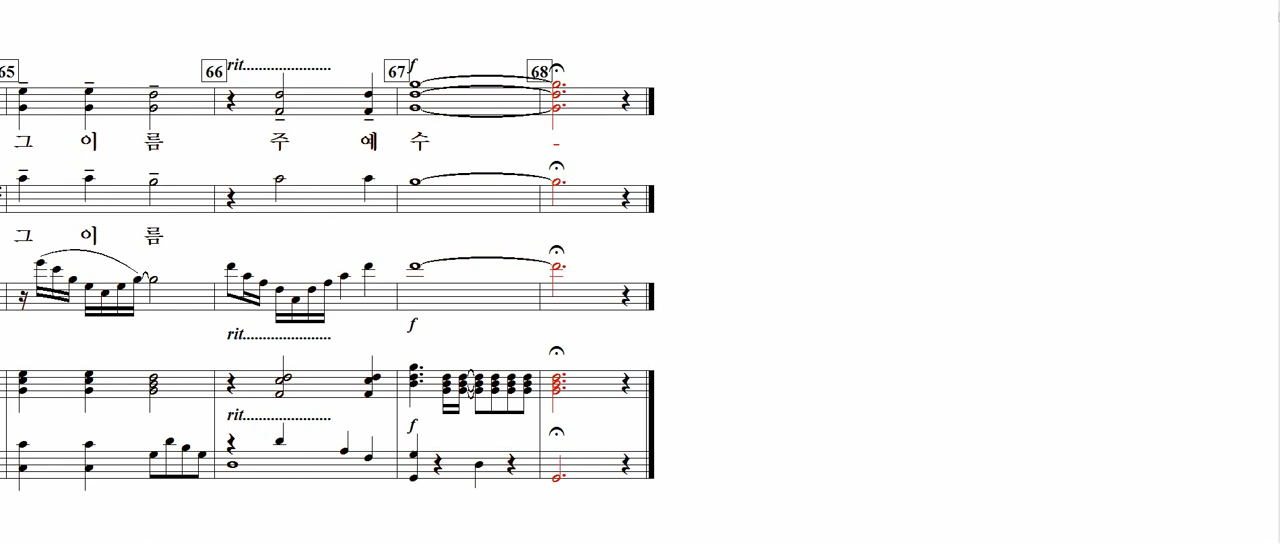 65 66 rit....................... 67 f 68
그 이 름 주 예 수 -
그 이 름
f
rit.......................
rit.......................
f